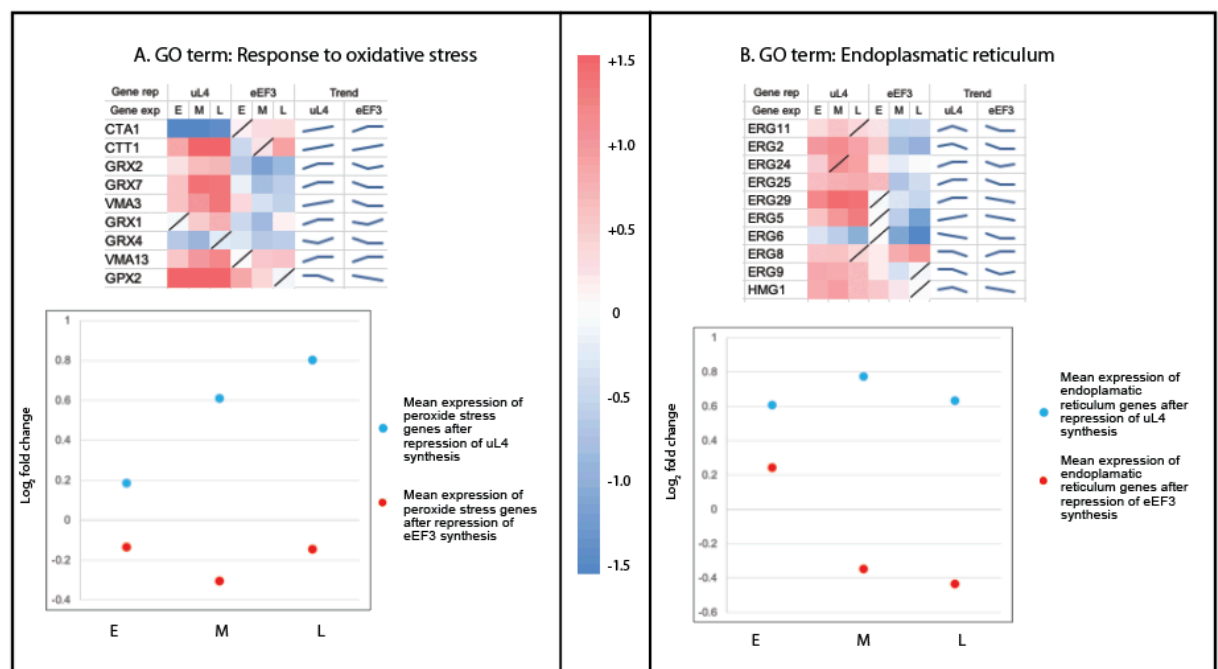 A. GO term: Response to oxidative stress
Gene rep uL4 eEF3 Trend
Gene exp E M L E M L uL4 eEF3
CTA1
CTT1
GRX2
GRX7
VMA3
GRX1
GRX4
VMA13
GPX2
1
0.8
0.6
0.4
0.2
0
-0.2
-0.4
Log2 fold change
E M L
Mean expression of
peroxide stress
genes after
repression of uL4
synthesis
Mean expression of
peroxide stress genes
after repression of
eEF3 synthesis
+1.5
+1.0
+0.5
0
-0.5
-1.0
-1.5
B. GO term: Endoplasmatic reticulum
Gene rep uL4 eEF3 Trend
Gene exp E M L E M L uL4 eEF3
ERG11
ERG2
ERG24
ERG25
ERG29
ERG5
ERG6
ERG8
ERG9
HMG1
1
0.8
0.6
0.4
0.2
0
-0.2
-0.4
-0.6
Log2 fold change
E M L
Mean expression of
endoplamatic
reticulum genes after
repression of uL4
synthesis
Mean expression of
endoplamatic
reticulum genes after
repression of eEF3
synthesis